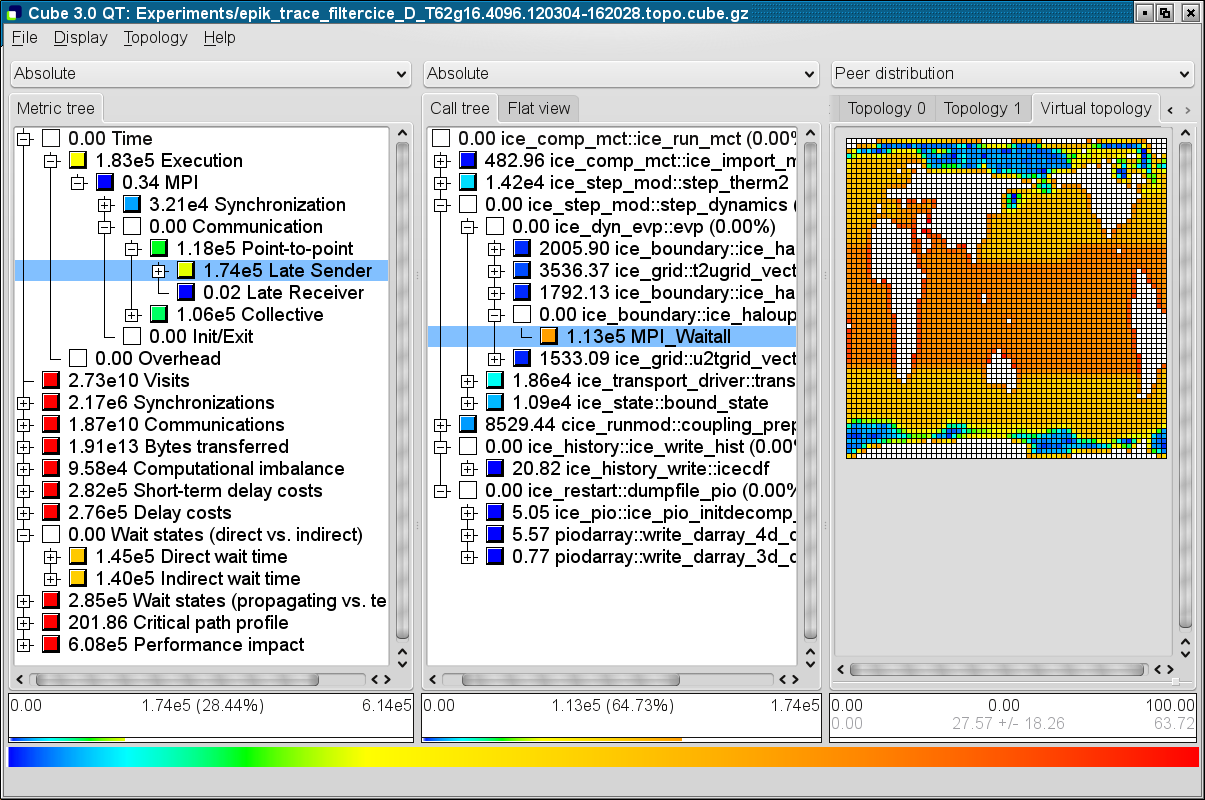 Cube 3.0 QT: Experiments/epik_trace_filtercice_D_T62g16.4096.120304-162028.topo.cube.gz
File Display Topology Help
Absolute
Metric tree
0.00 Time
1.83e5 Execution
0.34 MPI
3.21e4 Synchronization
0.00 Communication
1.18e5 Point-to-point
1.74e5 Late Sender
0.02 Late Receiver
1.06e5 Collective
0.00 Init/Exit
0.00 Overhead
2.73e10 Visits
2.17e6 Synchronizations
1.87e10 Communications
1.91e13 Bytes transferred
9.58e4 Computational imbalance
2.82e5 Short-term delay costs
2.76e5 Delay costs
0.00 Wait states (direct vs. indirect)
1.45e5 Direct wait time
1.40e5 Indirect wait time
2.85e5 Wait states (propagating vs. te
201.86 Critical path profile
6.08e5 Performance impact
0.00 1.74e5 (28.44%) 6.14e5
Absolute
Call tree Flat view
0.00 ice_comp_mct::ice_run_mct (0.00%
482.96 ice_comp_mct::ice_import_m
1.42e4 ice_step_mod::step_therm2
0.00 ice_step_mod::step_dynamics (
0.00 ice_dyn_evp::evp (0.00%)
2005.90 ice_boundary::ice_ha
3536.37 ice_grid::t2ugrid_vect
1792.13 ice_boundary::ice_ha
0.00 ice_boundary::ice_haloup
1.13e5 MPI_Waitall
1533.09 ice_grid::u2tgrid_vect
1.86e4 ice_transport_driver::trans
1.09e4 ice_state::bound_state
8529.44 cice_runmod::coupling_prep
0.00 ice_history::ice_write_hist (0.00%
20.82 ice_history_write::icecdf
0.00 ice_restart::dumpfile_pio (0.00%
5.05 ice_pio::ice_pio_initdecomp_
5.57 piodarray::write_darray_4d_c
0.77 piodarray::write_darray_3d_c
0.00 1.13e5 (64.73%) 1.74e5
Peer distribution
Topology 0 Topology 1 Virtual topology
0.00 0.00 100.00
0.00 27.57 +/- 18.26 63.72